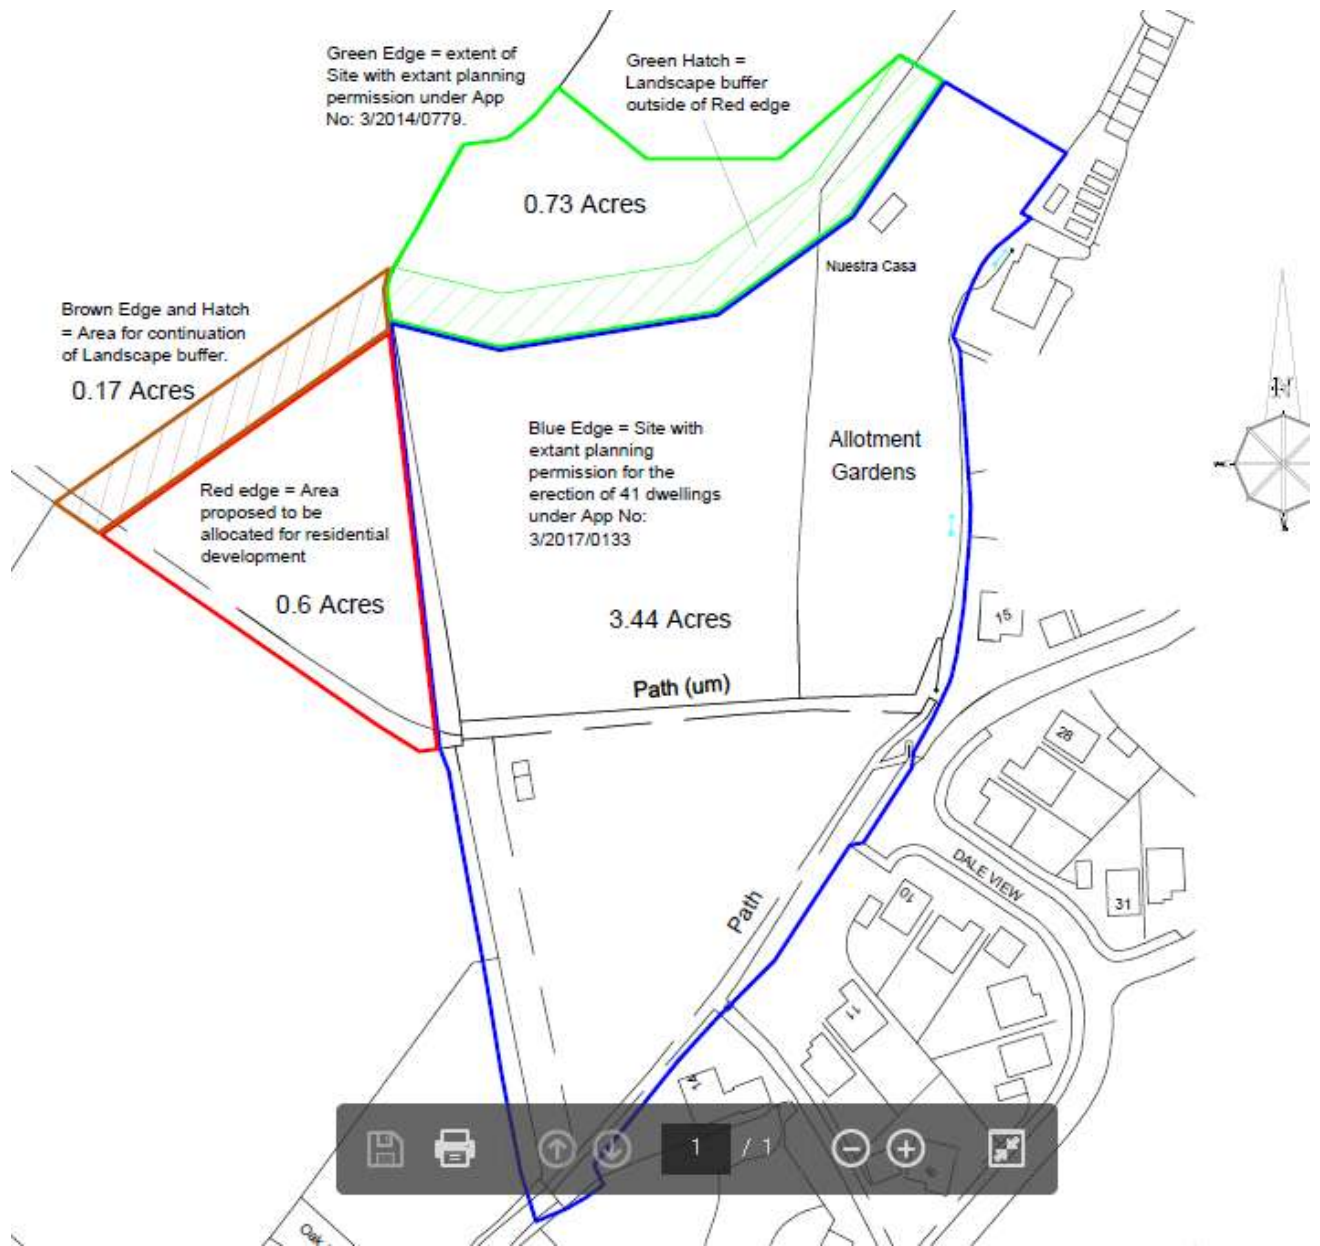 Green Edge = extent of
Site with extant planning
permission under App
No: 3/2014/0779.
Green Hatch =
Landscape buffer
outside of Red edge
0.73 Acres
Nuestra Casa
Brown Edge and Hatch
= Area for continuation
of Landscape buffer.
0.17 Acres
Blue Edge = Site with
extant planning
permission for the
erection of 41 dwellings
under App No:
3/2017/0133
Allotment
Gardens
Red edge = Area
proposed to be
allocated for residential
development
0.6 Acres
3.44 Acres
Path (um)
15
28
DALE VIEW
31
10
Path
11
14
1 / 1
Oak